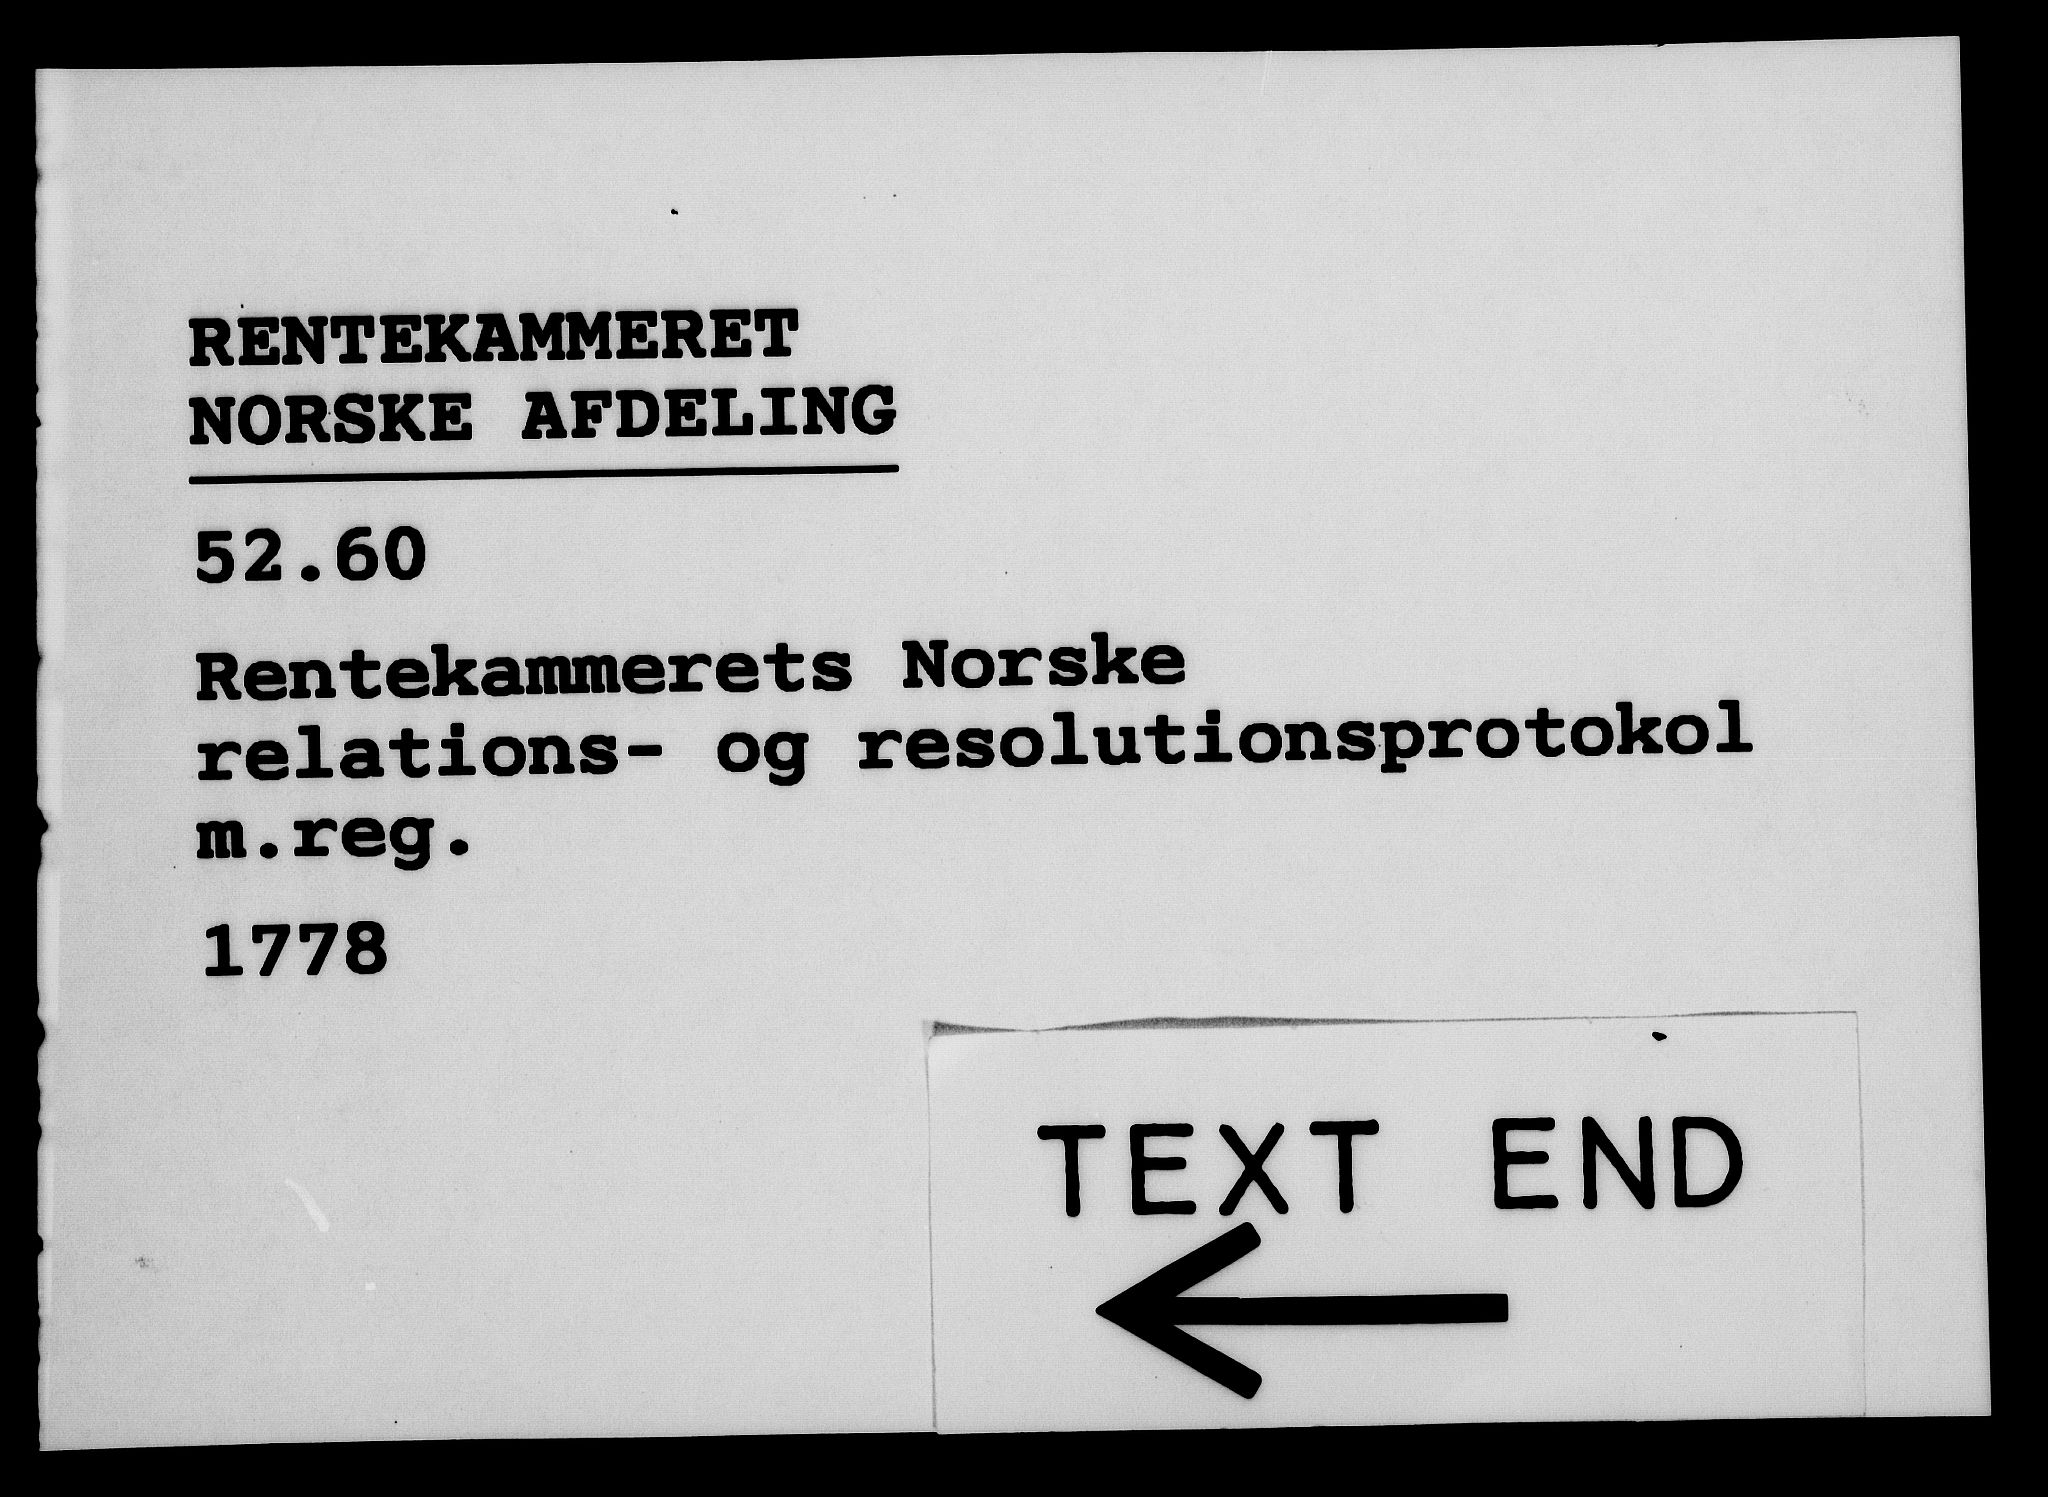 RENTEKAMMERET
NORSKE AFDELING
52.60
Rentekammerets Norske
relations- og resolutionsprotokol
m.reg.
1778
TEXT END